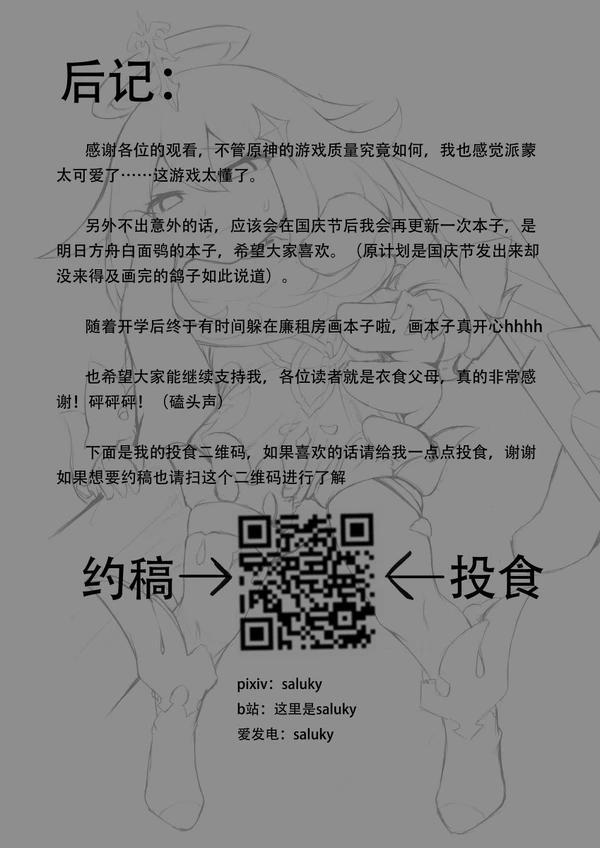 后记：
感谢各位的观看，不管原神的游戏质量究竟如何，我也感觉派蒙
太可爱了……这游戏太懂了。
另外不出意外的话，应该会在国庆节后我会再更新一次本子，是
明日方舟白面鸮的本子，希望大家喜欢。（原计划是国庆节发出来却
没来得及画完的鸽子如此说道）。
随着开学后终于有时间躲在廉租房画本子啦，画本子真开心hhhh
也希望大家能继续支持我，各位读者就是衣食父母，真的非常感
谢！砰砰砰！（磕头声）
下面是我的投食二维码，如果喜欢的话请给我一点点投食，谢谢
如果想要约稿也请扫这个二维码进行了解
约稿 投食
pixiv：saluky
b站：这里是saluky
爱发电：saluky